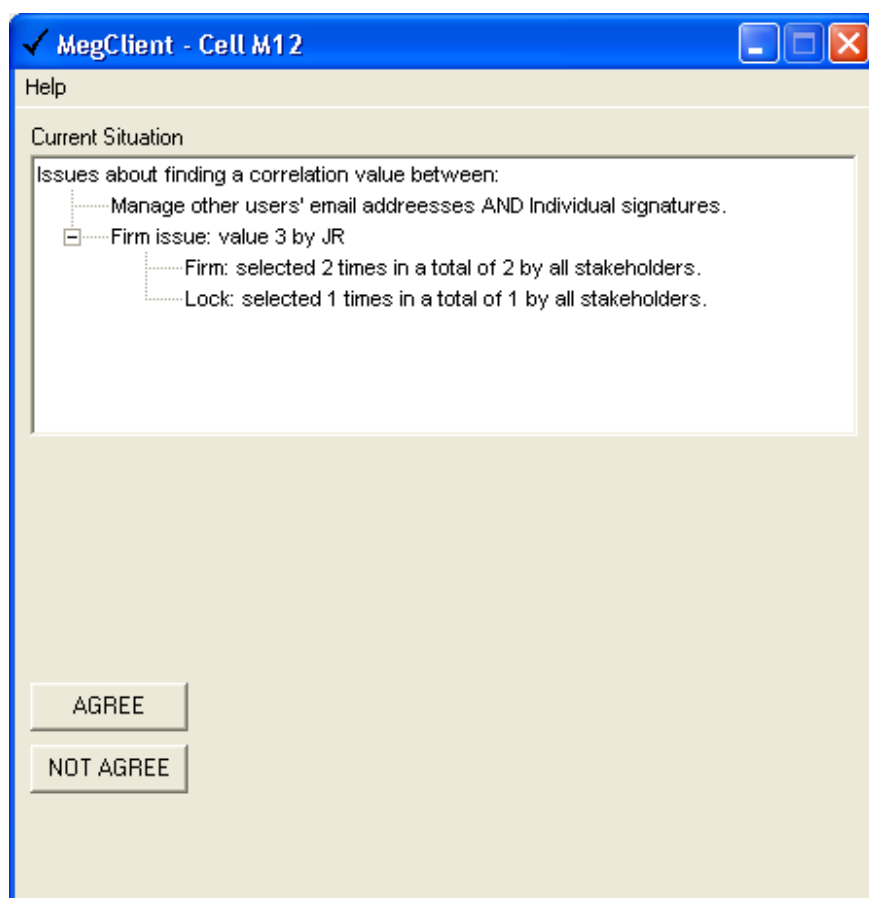 MegClient - Cell M12
Help
Current Situation
Issues about finding a correlation value between:
Manage other users' email addreesses AND Individual signatures.
Firm issue: value 3 by JR
Firm: selected 2 times in a total of 2 by all stakeholders.
Lock: selected 1 times in a total of 1 by all stakeholders.
AGREE
NOT AGREE